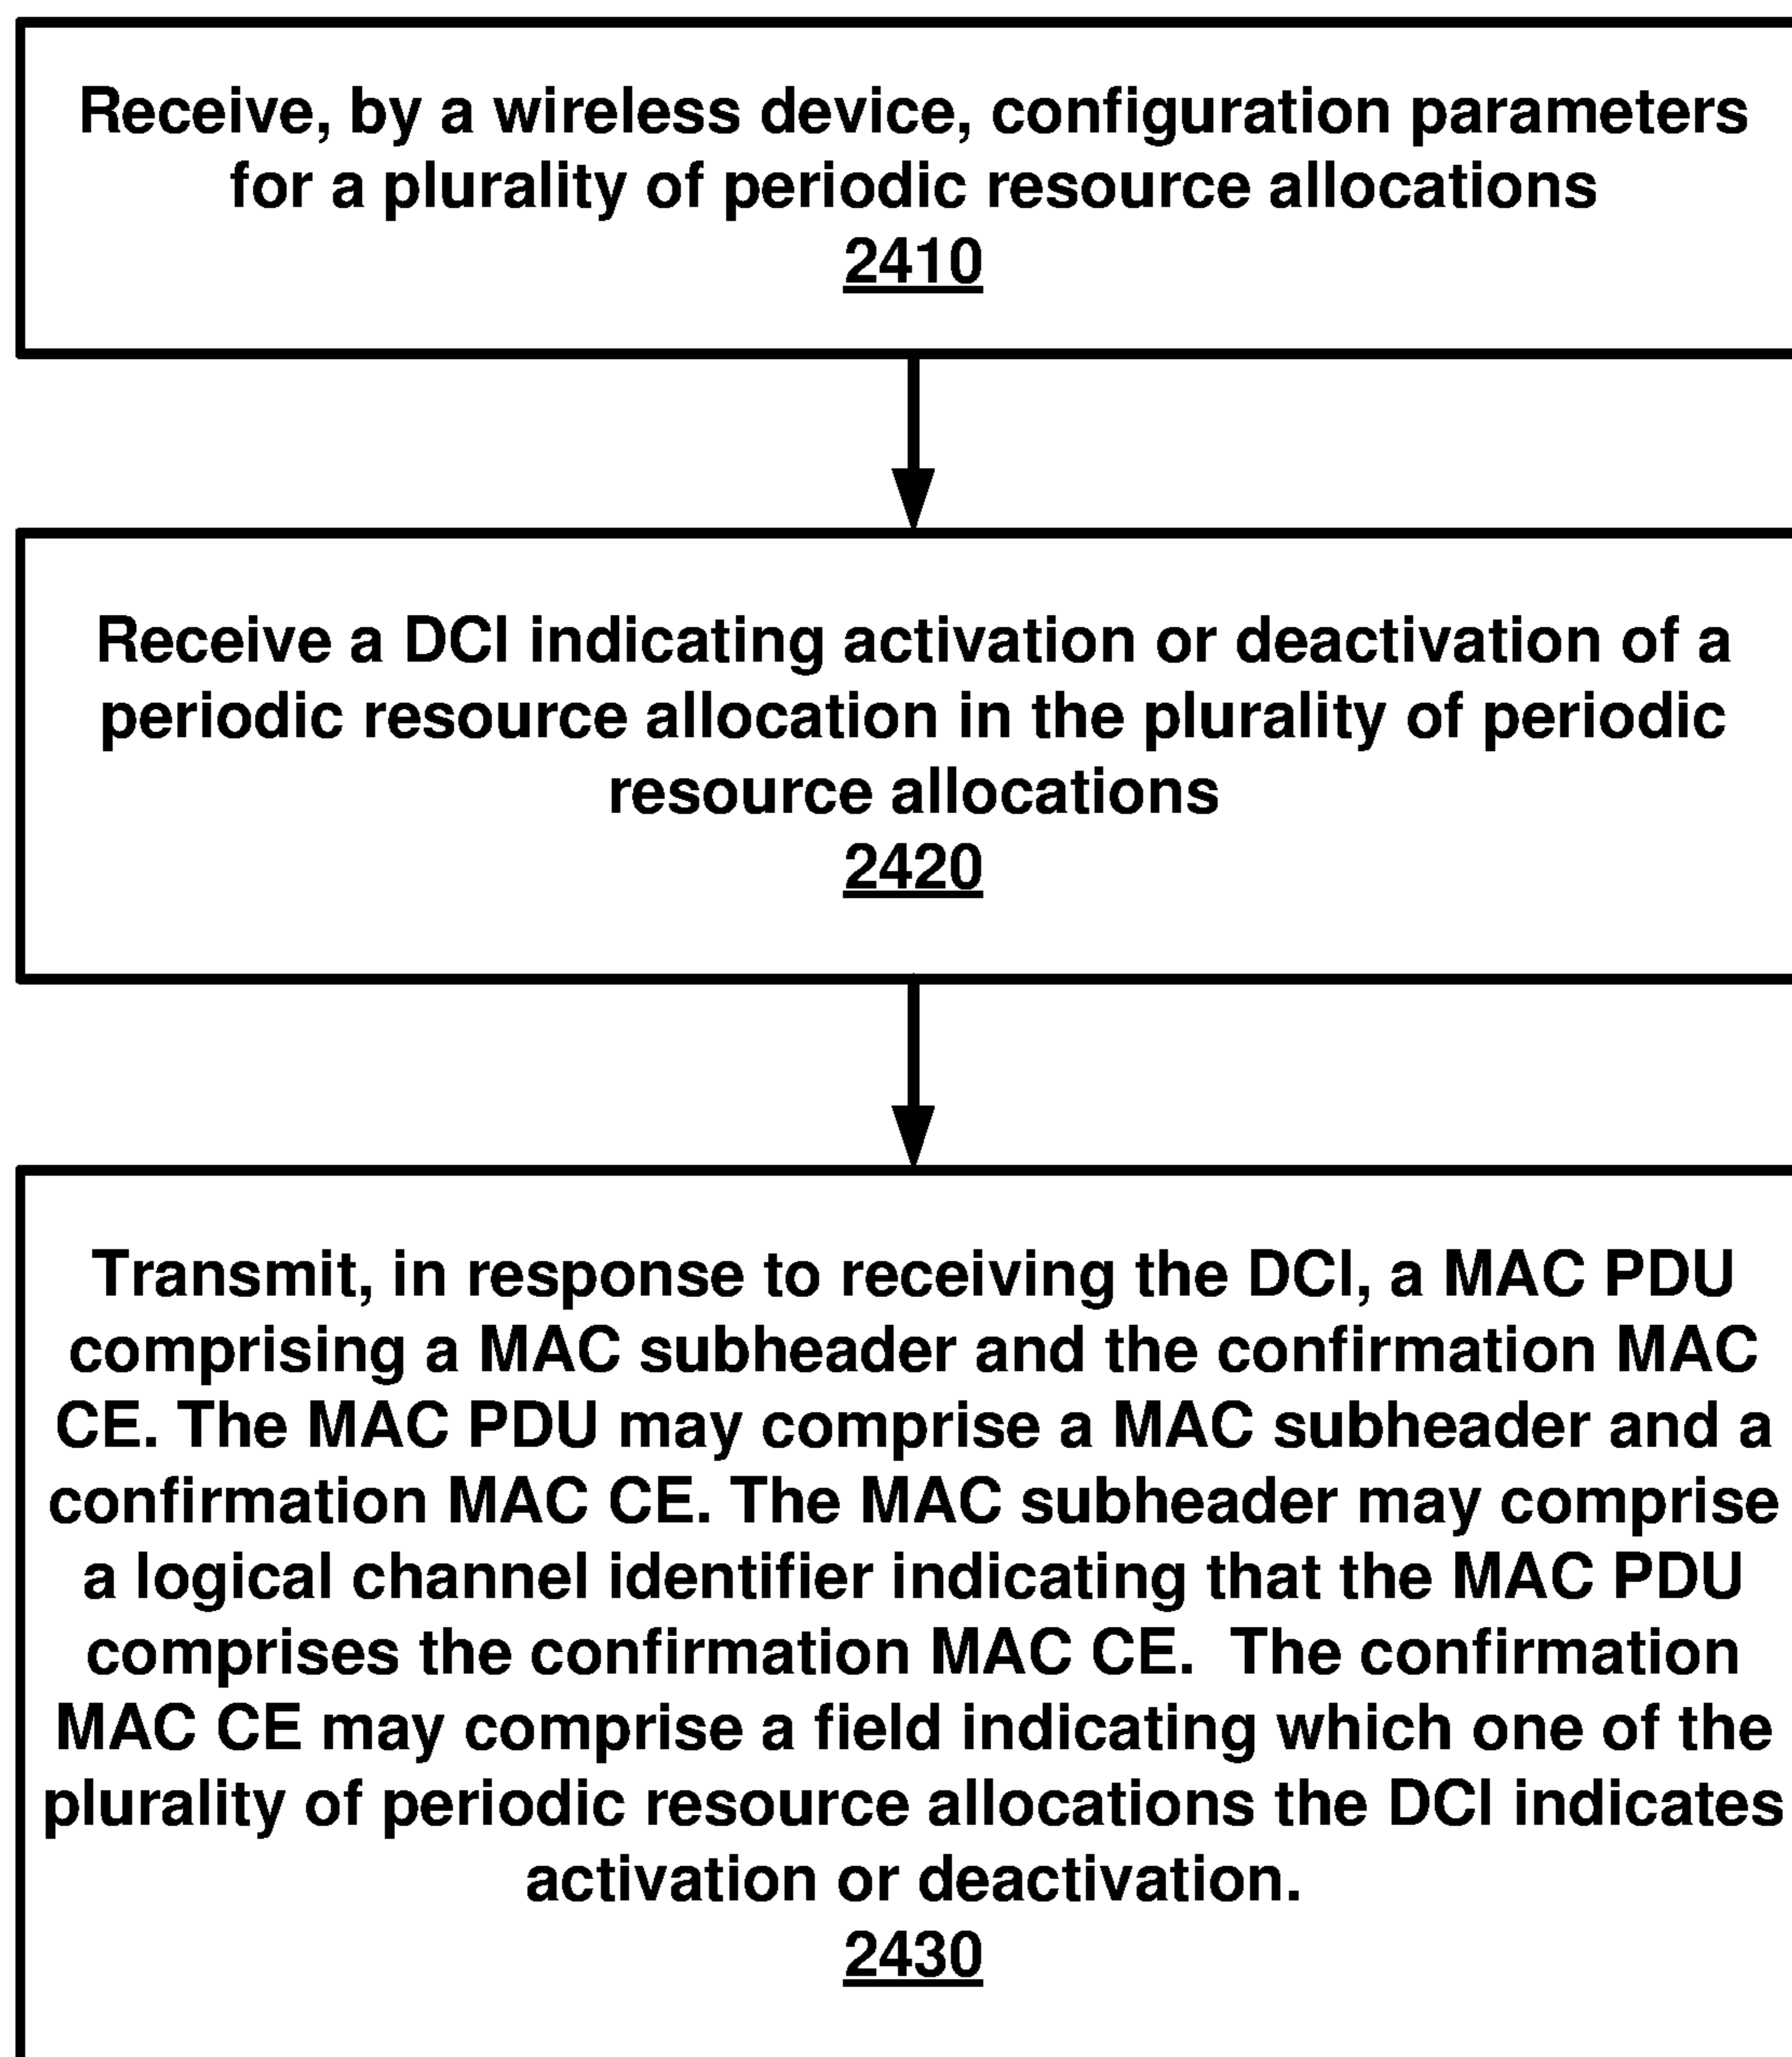 Receive, by a wireless device, configuration parameters
for a plurality of periodic resource allocations
2410
Receive a DCI indicating activation or deactivation of a
periodic resource allocation in the plurality of periodic
resource allocations
2420
Transmit, in response to receiving the DCI, a MAC PDU
comprising a MAC subheader and the confirmation MAC
CE. The MAC PDU may comprise a MAC subheader and a
confirmation MAC CE. The MAC subheader may comprise
a logical channel identifier indicating that the MAC PDU
comprises the confirmation MAC CE.  The confirmation
MAC CE may comprise a field indicating which one of the
plurality of periodic resource allocations the DCI indicates
activation or deactivation.
2430